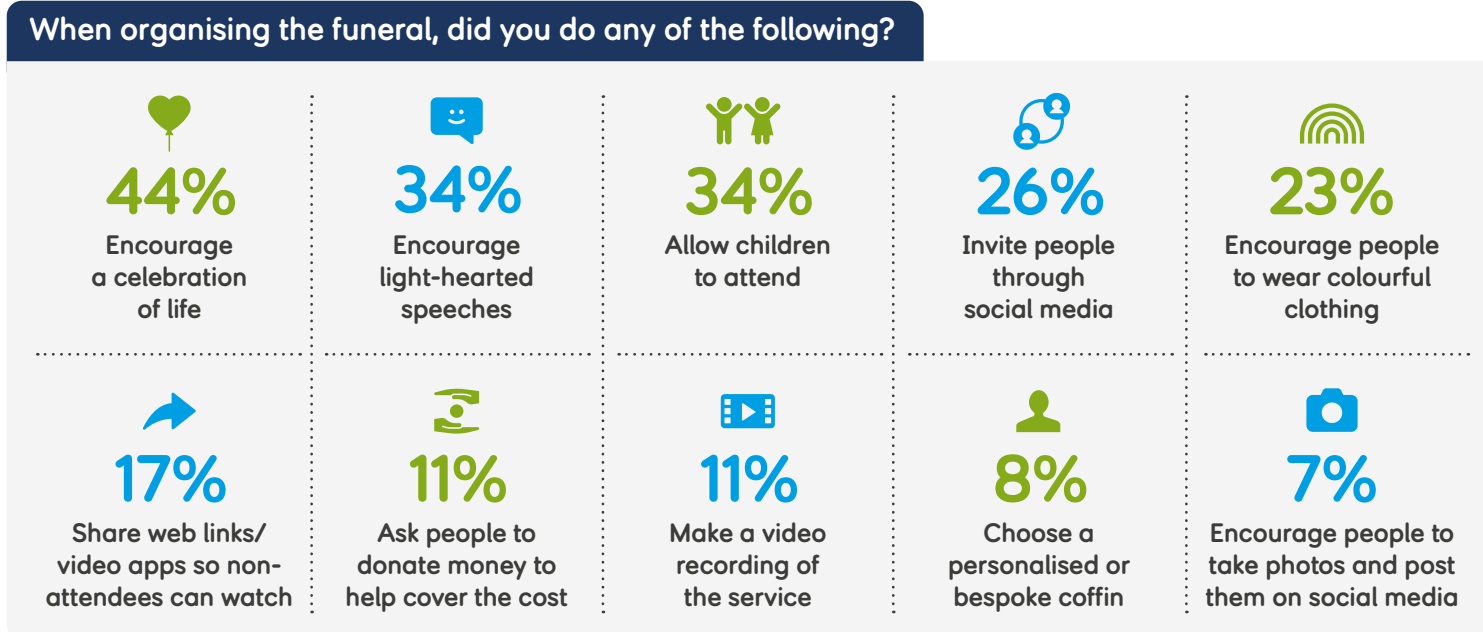 When organising the funeral, did you do any of the following?
44%
Encourage
a celebration
of life
34%
Encourage
light-hearted
speeches
34%
Allow children
to attend
26%
Invite people
through
social media
23%
Encourage people
to wear colourful
clothing
17%
Share web links/
video apps so non-
attendees can watch
11%
Ask people to
donate money to
help cover the cost
11%
Make a video
recording of
the service
8%
Choose a
personalised or
bespoke coffin
7%
Encourage people to
take photos and post
them on social media